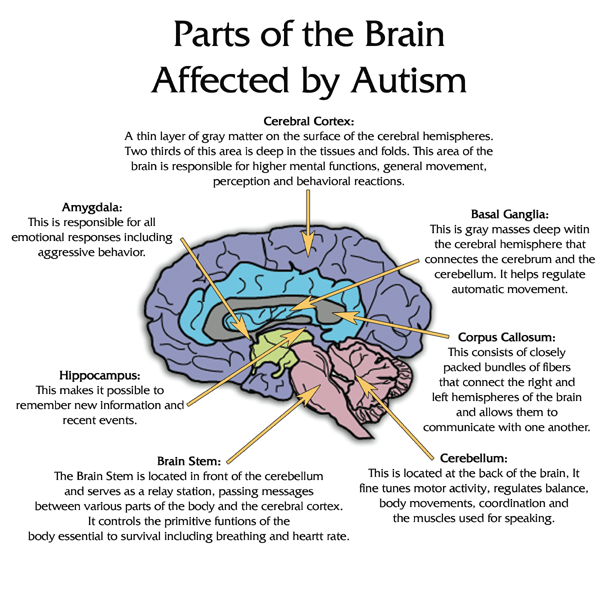 Parts of the Brain
Affected by Autism
Cerebral Cortex:
A thin layer of gray matter on the surface of the cerebral hemispheres.
Two thirds of this area is deep in the tissues and folds. This area of the
brain is responsible for higher mental functions, general movement,
perception and behavioral reactions.
Amygdala:
This is responsible for all
emotional responses including
aggressive behavior.
Basal Ganglia:
This is gray masses deep witin
the cerebral hemisphere that
connectes the cerebrum and the
cerebellum. It helps regulate
automatic movement.
Hippocampus:
This makes it possible to
remember new information and
recent events.
Corpus Callosum:
This consists of closely
packed bundles of fibers
that connect the right and
left hemispheres of the brain
and allows them to
communicate with one another.
Brain Stem:
The Brain Stem is located in front of the cerebellum
and serves as a relay station, passing messages
between various parts of the body and the cerebral cortex.
It controls the primitive funtions of the
body essential to survival including breathing and heartt rate.
Cerebellum:
This is located at the back of the brain, It
fine tunes motor activity, regulates balance,
body movements, coordination and
the muscles used for speaking.